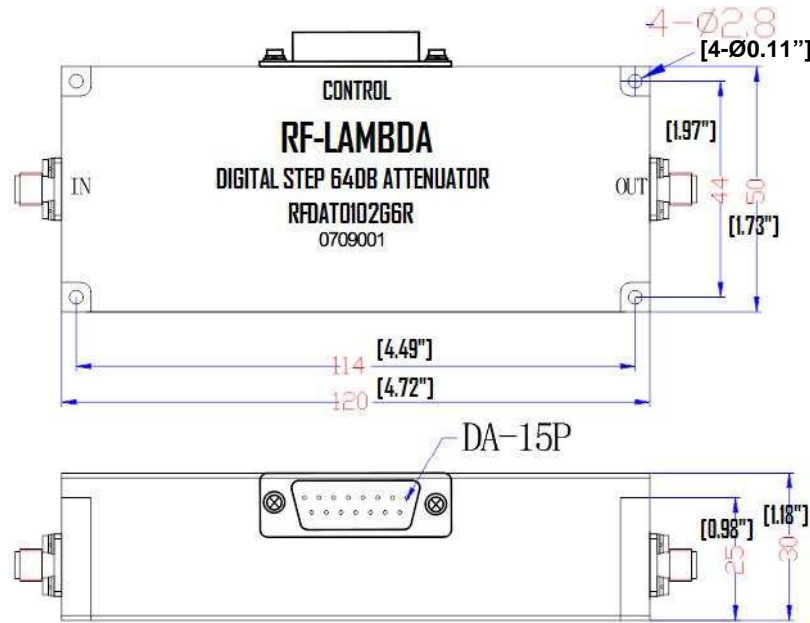 4-Ø2.8
[4-Ø0.11”]
CONTROL
RF-LAMBDA
DIGITAL STEP 64DB ATTENUATOR
RFDAT0102G6R
0709001
IN
OUT
[1.97"]
44
50
[1.73"]
114 [4.49"]
120 [4.72"]
DA-15P
[0.98"]
25
[1.18"]
30